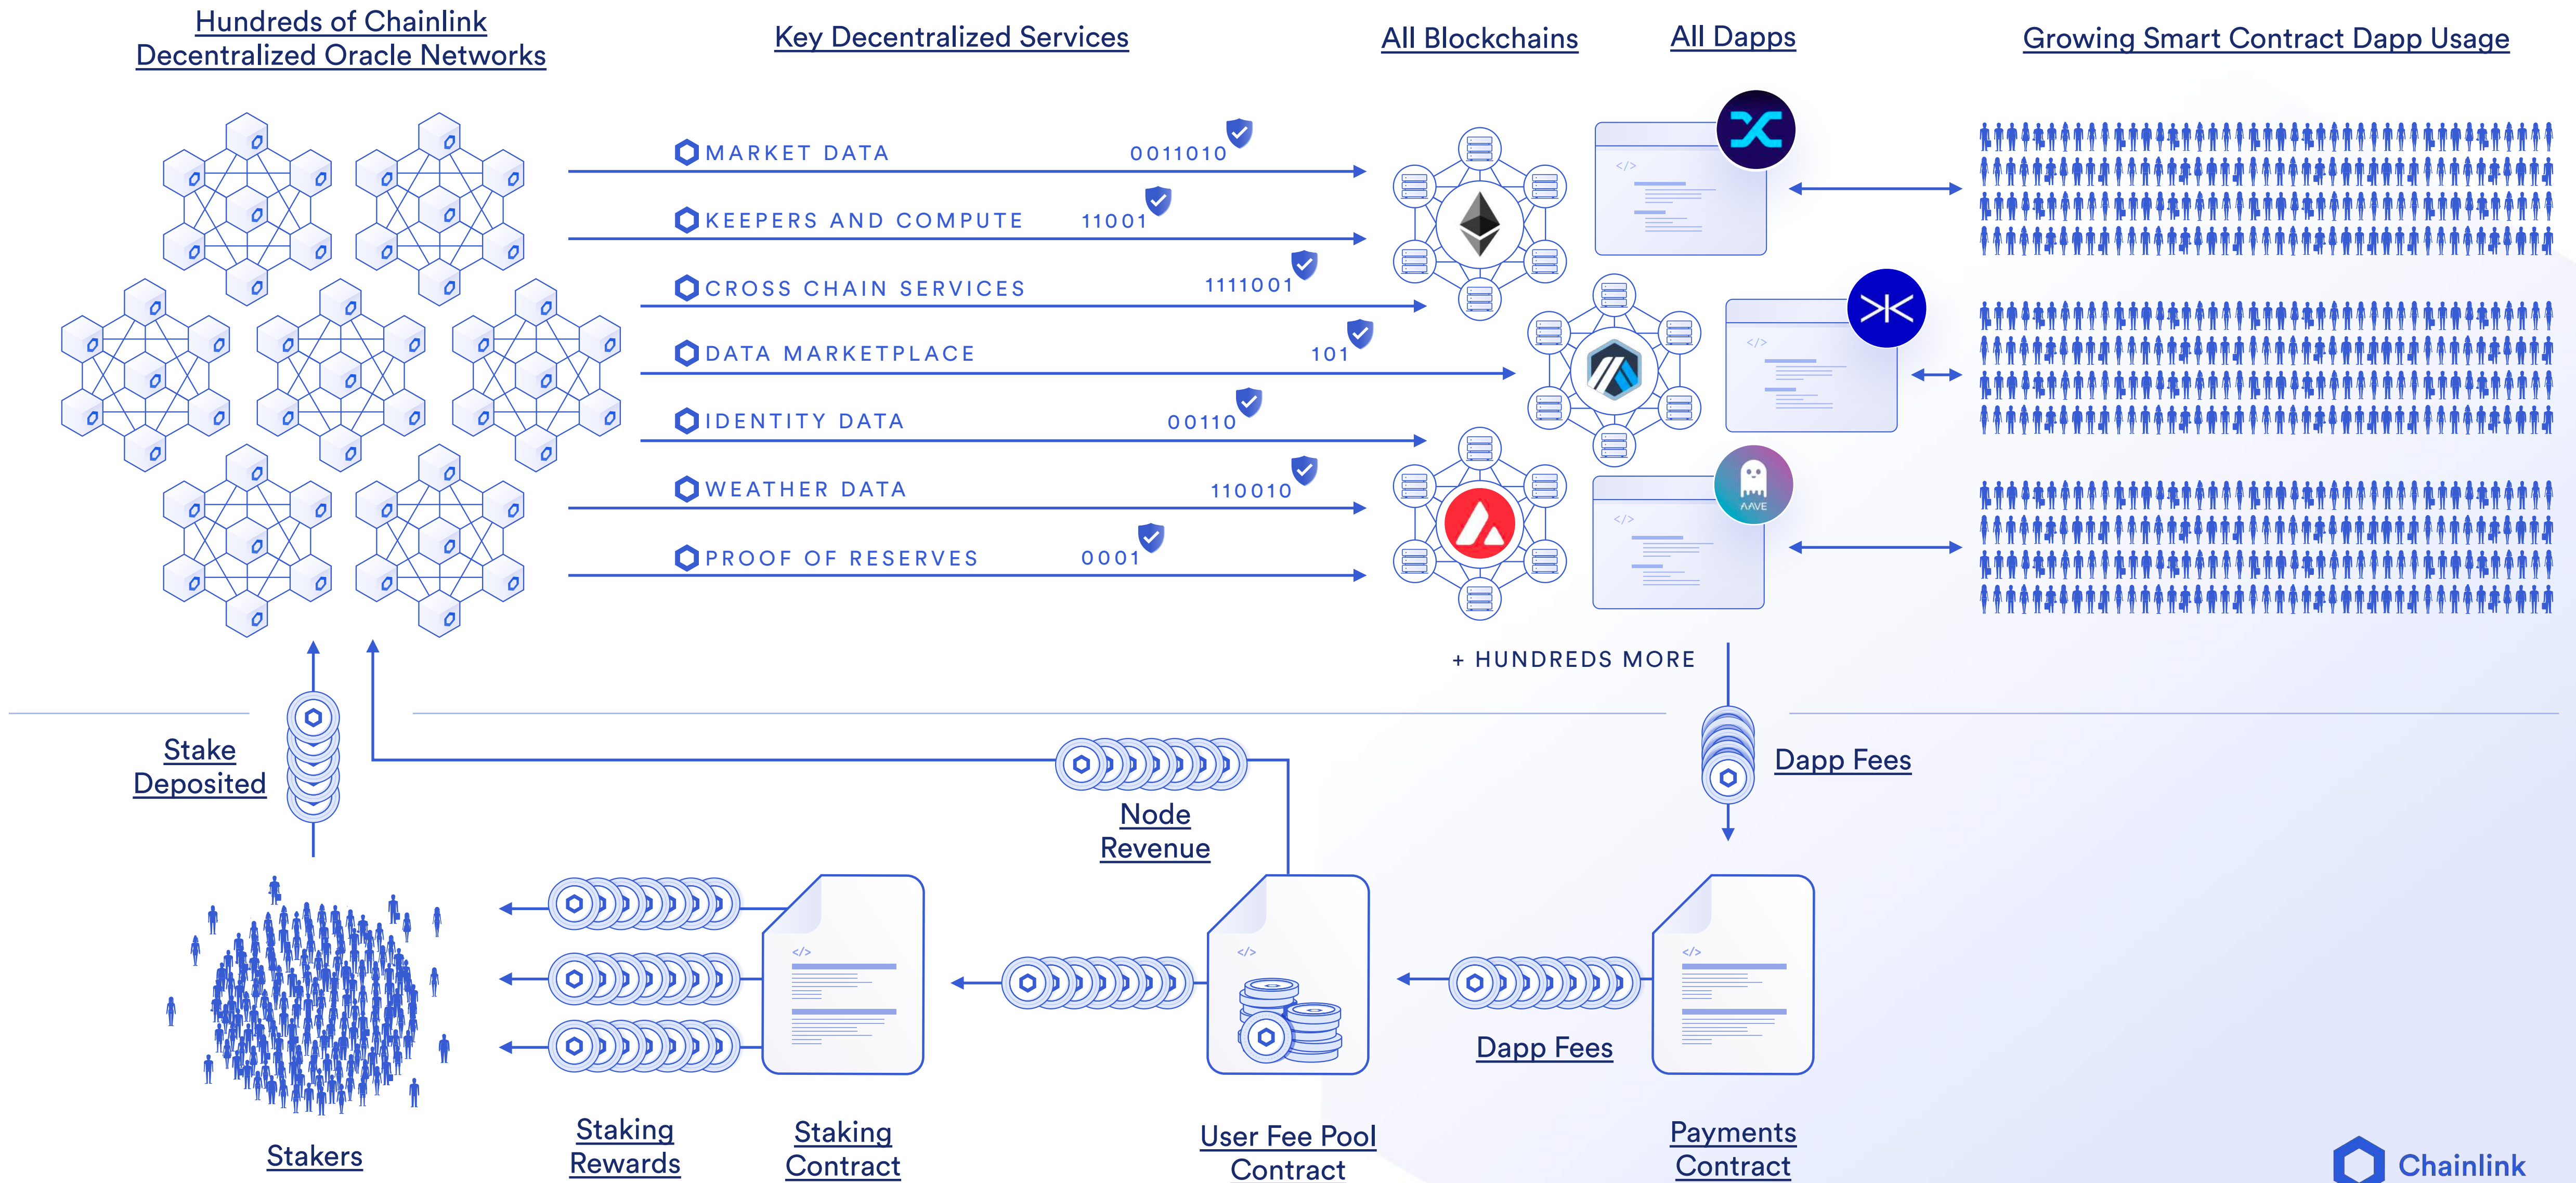 Hundreds of Chainlink
Decentralized Oracle Networks
Key Decentralized Services
All Blockchains
All Dapps
Growing Smart Contract Dapp Usage
MARKET DATA
0011010
KEEPERS AND COMPUTE
11001
CROSS CHAIN SERVICES
1111001
DATA MARKETPLACE
101
IDENTITY DATA
00110
WEATHER DATA
110010
PROOF OF RESERVES
0001
</>
</>
</>
AAVE
+ HUNDREDS MORE
Stake
Deposited
Node
Revenue
Dapp Fees
</>
</>
</>
Dapp Fees
Stakers
Staking
Rewards
Staking
Contract
User Fee Pool
Contract
Payments
Contract
Chainlink